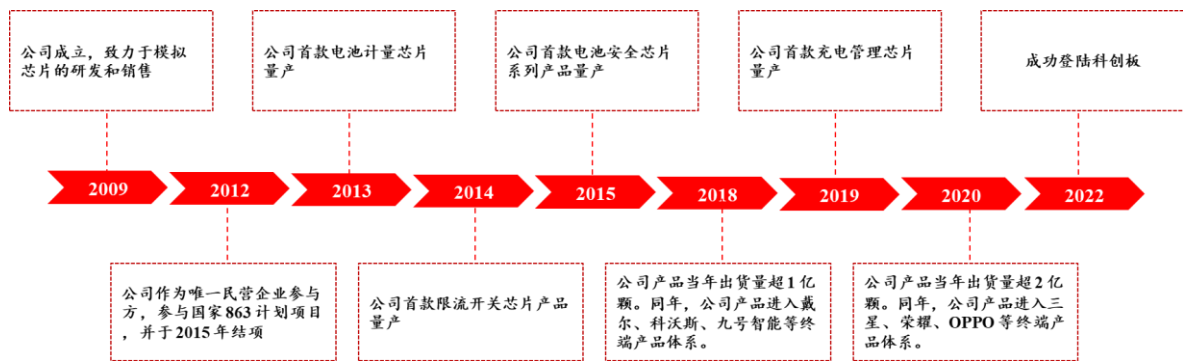 公司成立，致力于模拟
芯片的研发和销售
公司首款电池计量芯片
量产
公司首款电池安全芯片
系列产品量产
公司首款充电管理芯片
量产
成功登陆科创板
2009
2012
2013
2014
2015
2018
2019
2020
2022
公司作为唯一民营企业参与
方，参与国家863计划项目
，并于2015年结项
公司首款限流开关芯片产品
量产
公司产品当年出货量超1亿
颗。同年，公司产品进入戴
尔、科沃斯、九号智能等终
端产品体系。
公司产品当年出货量超2亿
颗。同年，公司产品进入三
星、荣耀、OPPO等终端产
品体系。